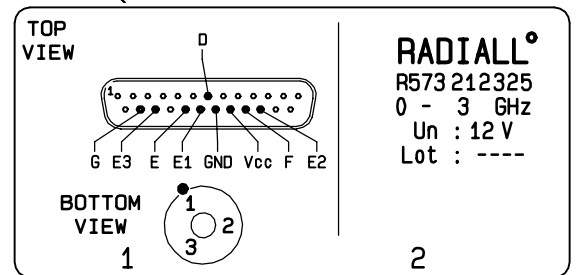 TOP
VIEW
D
1
G E3 E E1 GND Vcc F E2
BOTTOM
VIEW
1
2
3
1
RADIALL°
R573 212325
0 - 3 GHz
Un : 12 V
Lot : ----
2